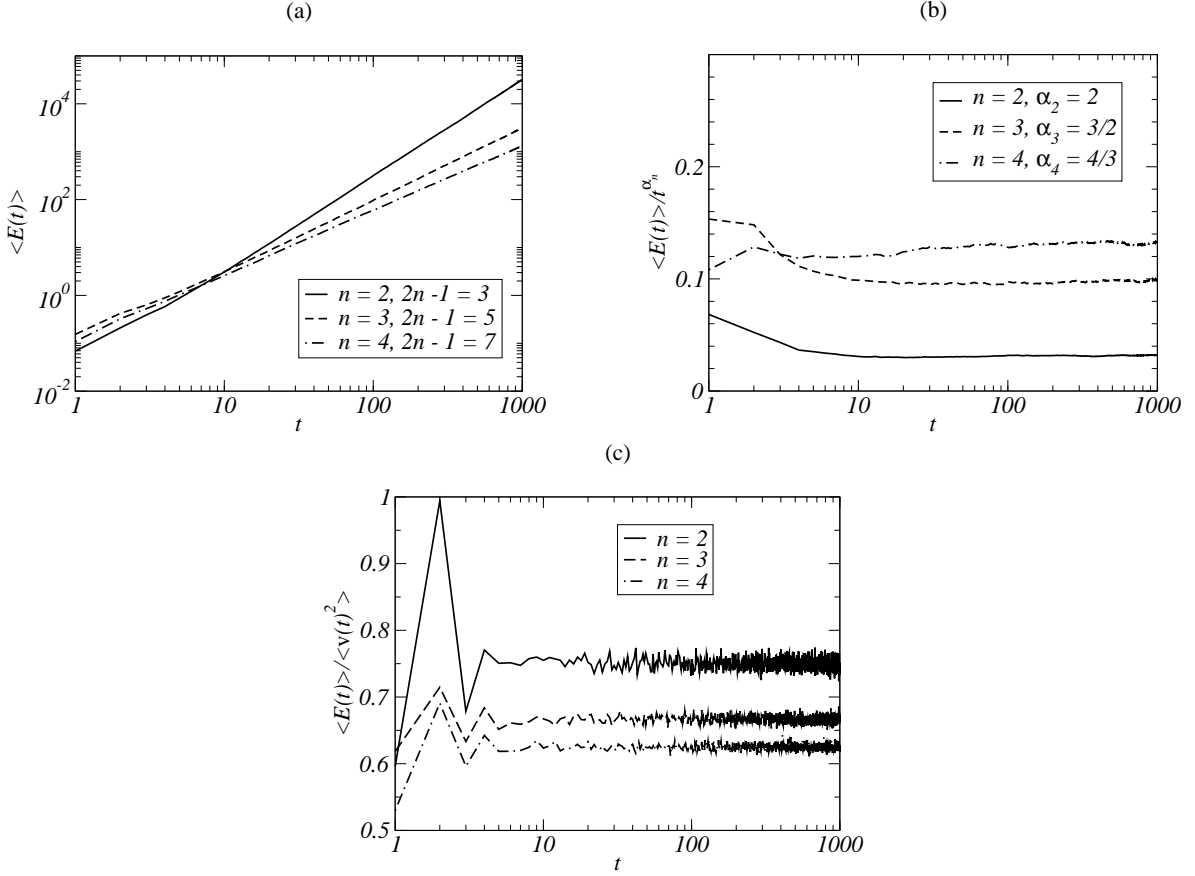 (a)
10^4
10^2
10^0
10^-2
<E(t)>
1 10 100 1000
t
n = 2, 2n -1 = 3
n = 3, 2n - 1 = 5
n = 4, 2n - 1 = 7
(b)
0.2
0.1
0
<E(t)>/t^α_n
1 10 100 1000
t
n = 2, α_2 = 2
n = 3, α_3 = 3/2
n = 4, α_4 = 4/3
(c)
1
0.9
0.8
0.7
0.6
0.5
<E(t)>/<v(t)^2>
1 10 100 1000
t
n = 2
n = 3
n = 4